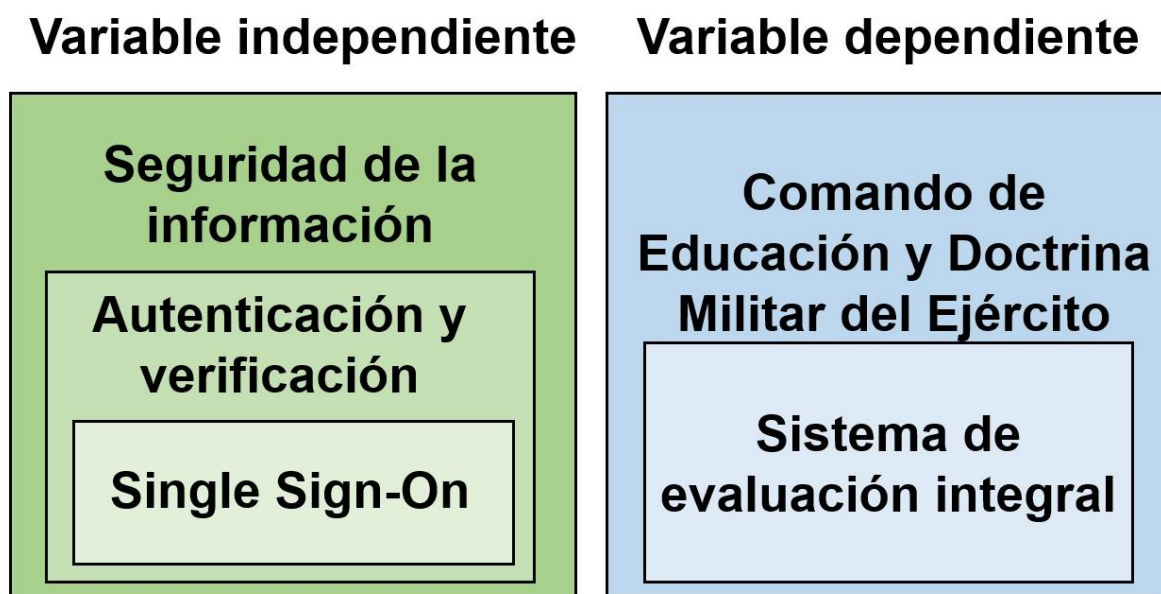 Variable independiente
Seguridad de la
información
Autenticación y
verificación
Single Sign-On
Variable dependiente
Comando de
Educación y Doctrina
Militar del Ejército
Sistema de
evaluación integral